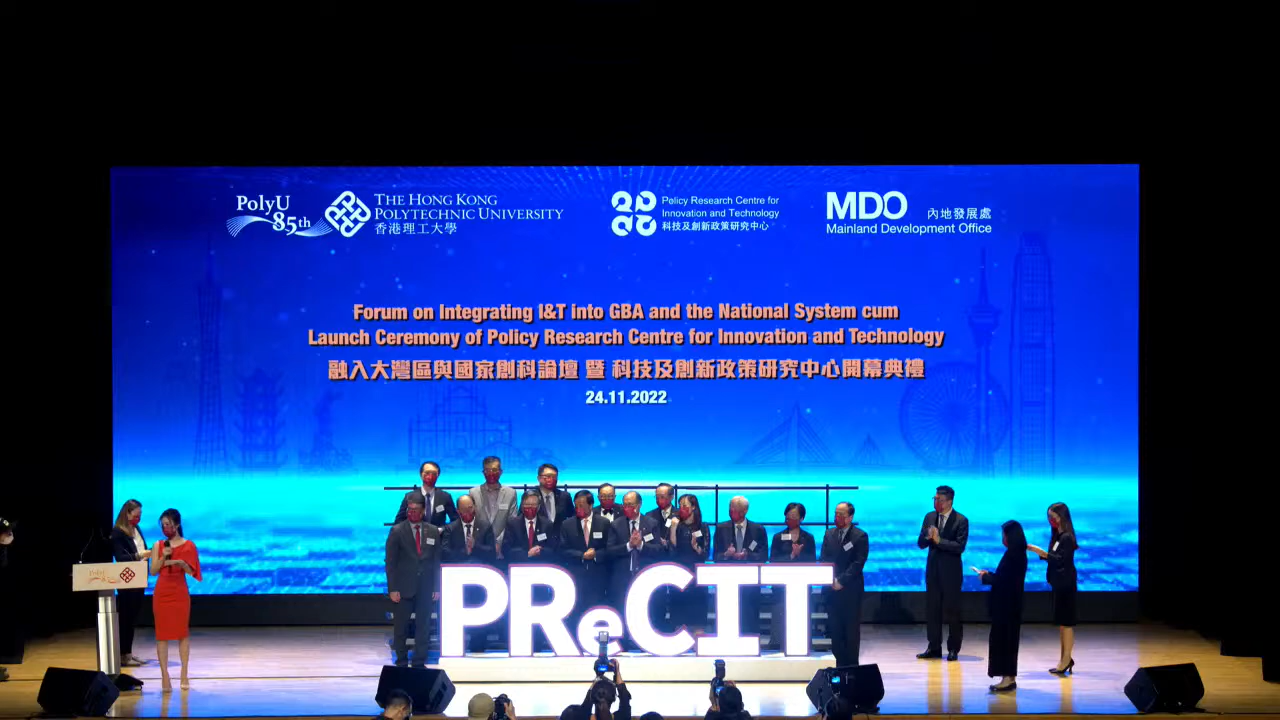 PolyU
85th
THE HONG KONG
POLYTECHNIC UNIVERSITY
香港理工大學
Policy Research Centre for
Innovation and Technology
科技及創新政策研究中心
MDO 內地發展處
Mainland Development Office
Forum on Integrating I&T into GBA and the National System cum
Launch Ceremony of Policy Research Centre for Innovation and Technology
融入大灣區與國家創科論壇 暨 科技及創新政策研究中心開幕典禮
24.11.2022
PReCIT